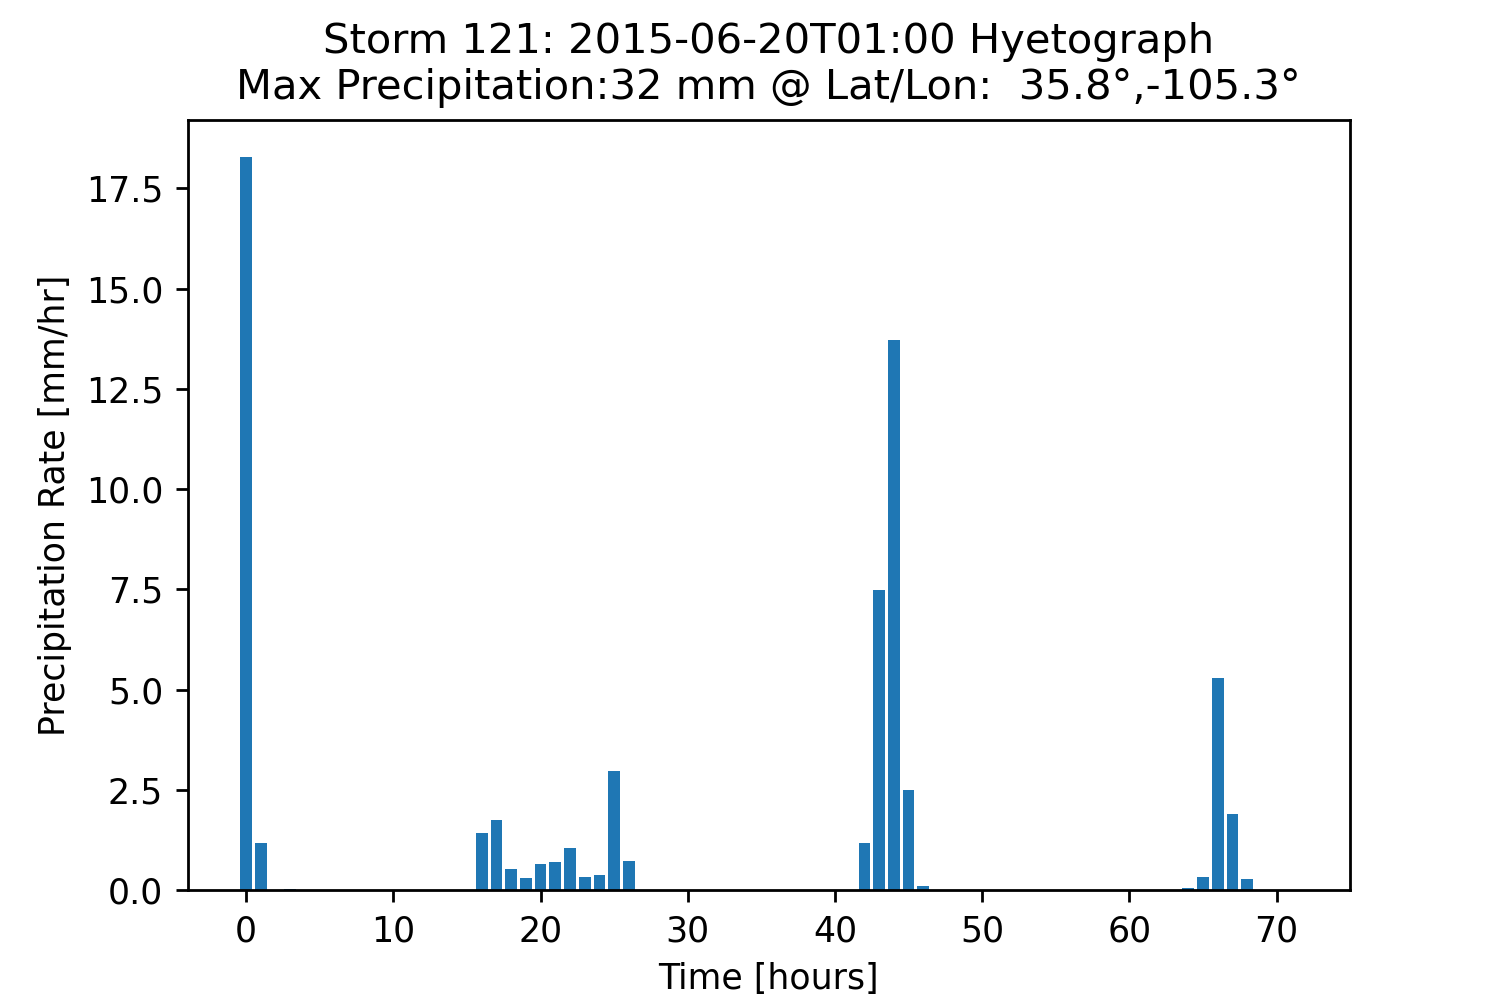 Storm 121: 2015-06-20T01:00 Hyetograph
Max Precipitation:32 mm @ Lat/Lon:  35.8°,-105.3°
Precipitation Rate [mm/hr]
17.5
15.0
12.5
10.0
7.5
5.0
2.5
0.0
0 10 20 30 40 50 60 70
Time [hours]